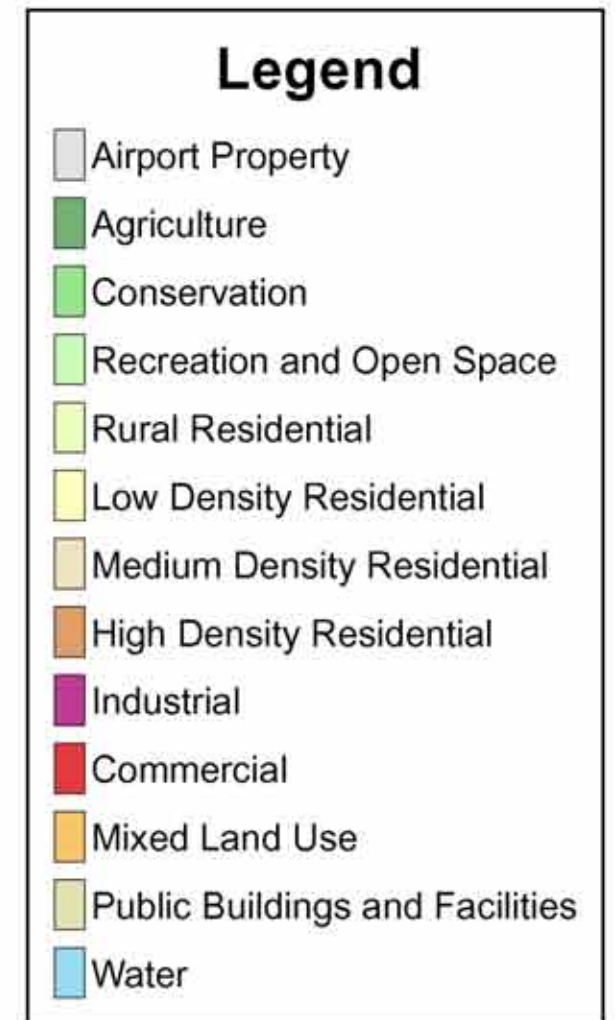 Legend
Airport Property
Agriculture
Conservation
Recreation and Open Space
Rural Residential
Low Density Residential
Medium Density Residential
High Density Residential
Industrial
Commercial
Mixed Land Use
Public Buildings and Facilities
Water